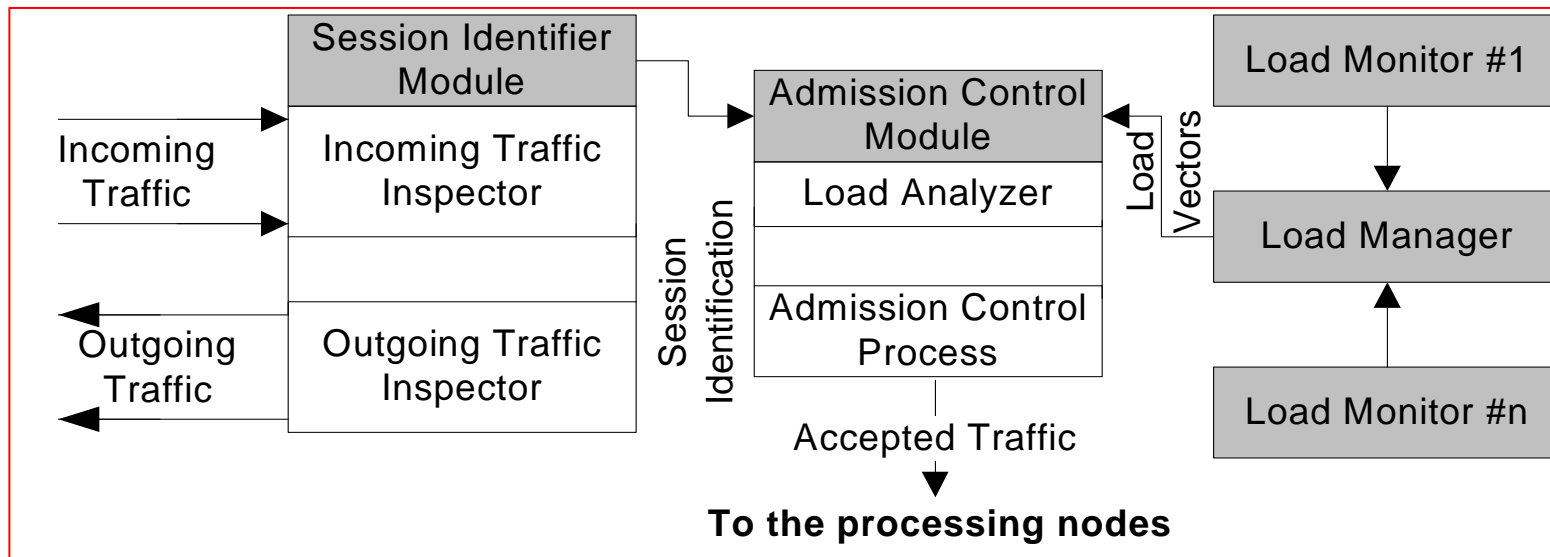 Session Identifier
Module
Incoming Traffic
Inspector
Outgoing Traffic
Inspector
Incoming
Traffic
Outgoing
Traffic
Session
Identification
Admission Control
Module
Load Analyzer
Admission Control
Process
Accepted Traffic
To the processing nodes
Load
Vectors
Load Monitor #1
Load Manager
Load Monitor #n